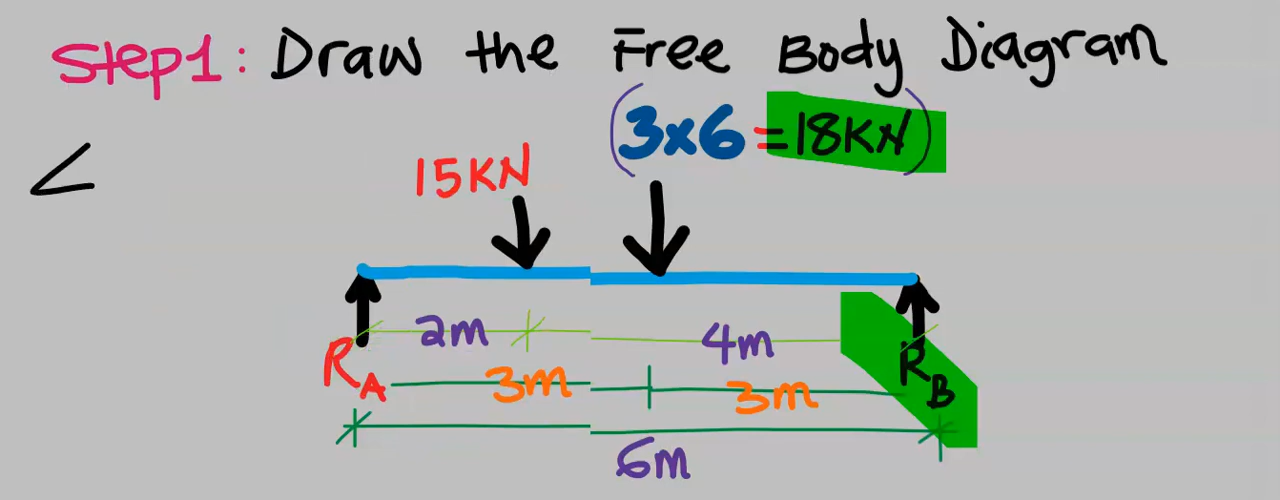 Step1: Draw the Free Body Diagram
(3x6 =18KN)
15KN
2m 4m
RA RB
3m 3m
6m